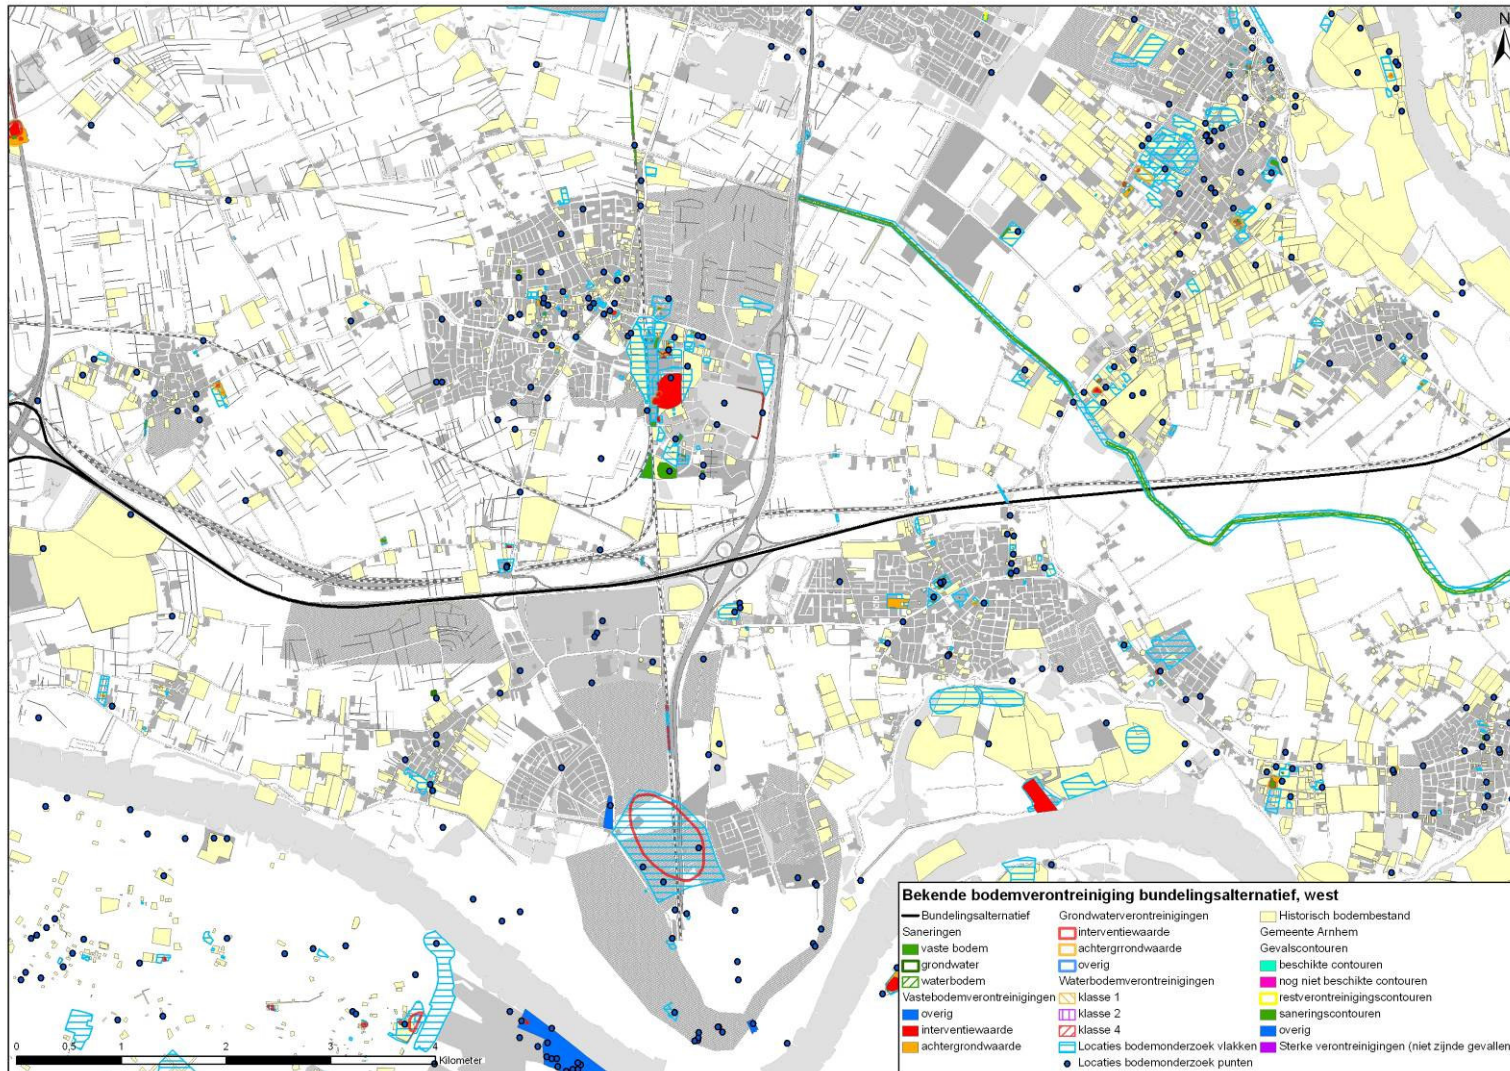 N
Bekende bodemverontreiniging bundelingsalternatief, west
Bundelingsalternatief
Saneringen
vaste bodem
grondwater
waterbodem
Vastebodemverontreinigingen
overig
interventiewaarde
achtergrondwaarde
Grondwaterverontreinigingen
interventiewaarde
achtergrrondwaarde
overig
Waterbodemverontreinigingen
klasse 1
klasse 2
klasse 4
Locaties bodemonderzoek vlakken
Locaties bodemonderzoek punten
Historisch bodembestand
Gemeente Arnhem
Gevalscontouren
beschikte contouren
nog niet beschikte contouren
restverontreinigingscontouren
saneringscontouren
overig
Sterke verontreinigingen (niet zijnde gevallen
0 0,5 1 2 3 4
Kilometer